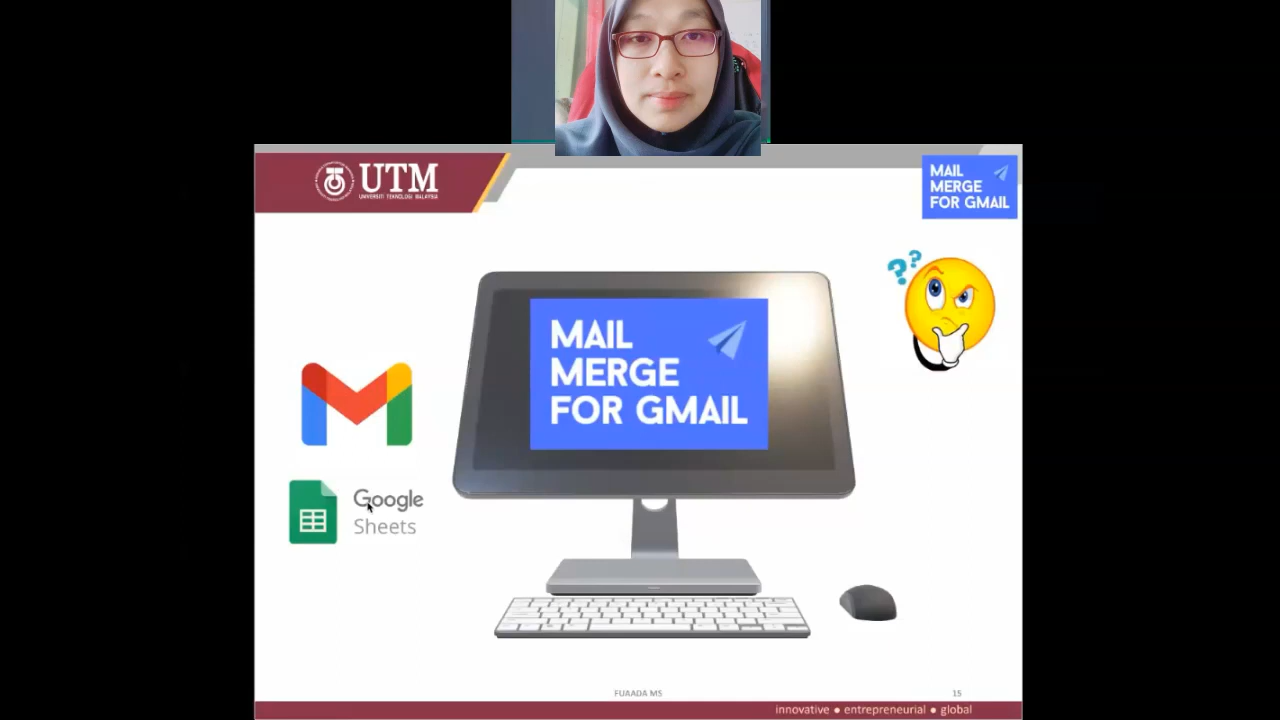 UTM
UNIVERSITI TEKNOLOGI MALAYSIA
MAIL
MERGE
FOR GMAIL
??
MAIL
MERGE
FOR GMAIL
Google
Sheets
FUAADA MS
15
innovative ● entrepreneurial ● global